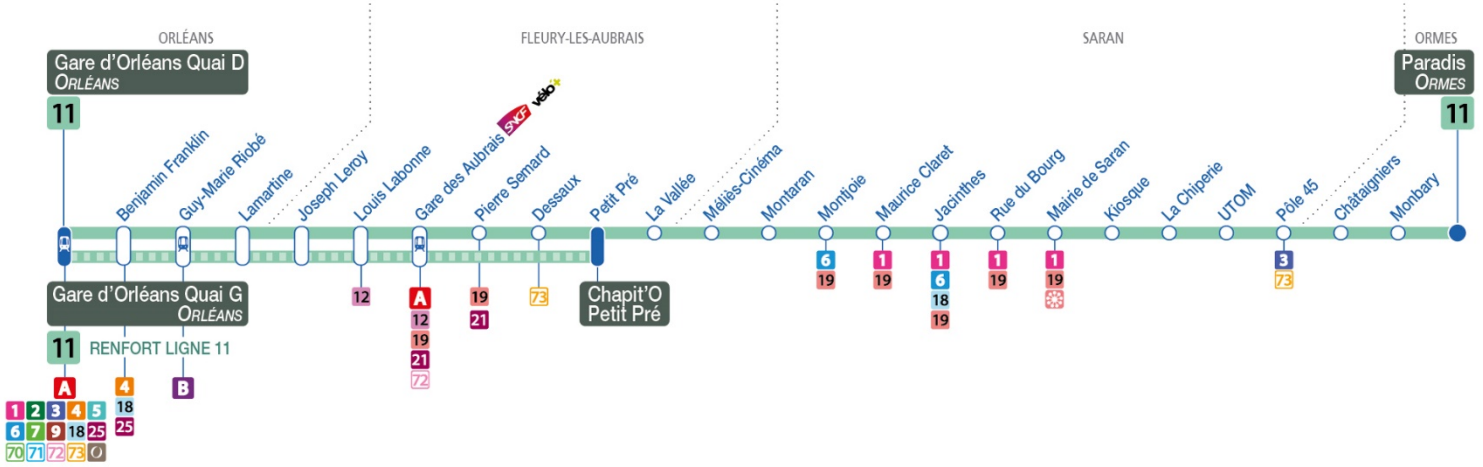 ORLÉANS
FLEURY-LES-AUBRAIS
SARAN
ORMES
Gare d'Orléans Quai D
ORLÉANS
11
Paradis
ORMES
11
SNCF
vélo+
Benjamin Franklin
Guy-Marie Riobé
Lamartine
Joseph Leroy
Louis Labonne
Gare des Aubrais
Pierre Semard
Dessaux
Petit Pré
La Vallée
Méliès-Cinéma
Montaran
Montjoie
Maurice Claret
Jacinthes
Rue du Bourg
Mairie de Saran
Kiosque
La Chiperie
UTOM
Pôle 45
Châtaigniers
Monbary
Gare d'Orléans Quai G
ORLÉANS
11 RENFORT LIGNE 11
A
1 2 3 4 5
6 7 9 18 25
70 71 72 73 O
4
18
25
B
12
A
12
19
21
72
19
21
73
Chapit'O
Petit Pré
6
19
1
19
1
6
18
19
1
19
1
19
3
73